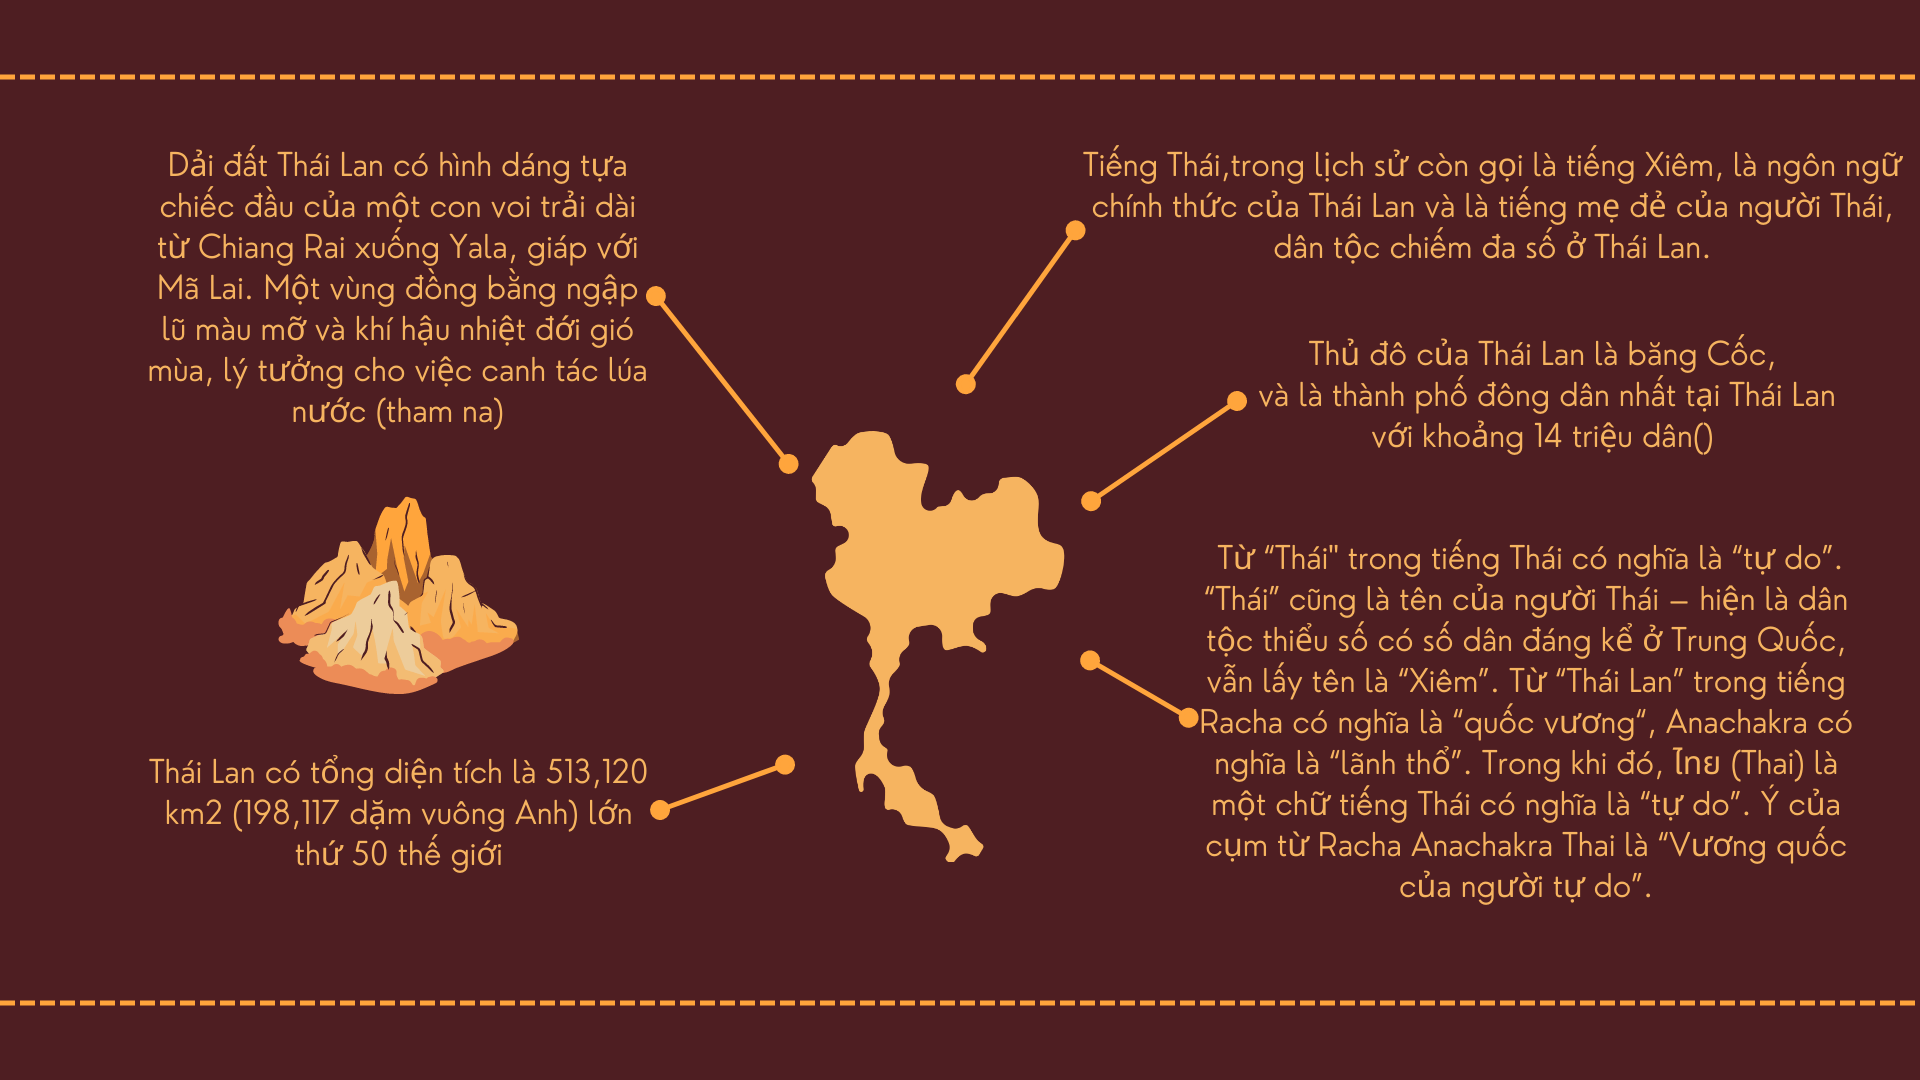 Dải đất Thái Lan có hình dáng tựa
chiếc đầu của một con voi trải dài
từ Chiang Rai xuống Yala, giáp với
Mã Lai. Một vùng đồng bằng ngập
lũ màu mỡ và khí hậu nhiệt đới gió
mùa, lý tưởng cho việc canh tác lúa
nước (tham na)
Thái Lan có tổng diện tích là 513,120
km2 (198,117 dặm vuông Anh) lớn
thứ 50 thế giới
Tiếng Thái,trong lịch sử còn gọi là tiếng Xiêm, là ngôn ngữ
chính thức của Thái Lan và là tiếng mẹ đẻ của người Thái,
dân tộc chiếm đa số ở Thái Lan.
Thủ đô của Thái Lan là băng Cốc,
và là thành phố đông dân nhất tại Thái Lan
với khoảng 14 triệu dân()
Từ “Thái" trong tiếng Thái có nghĩa là “tự do”.
“Thái” cũng là tên của người Thái – hiện là dân
tộc thiểu số có số dân đáng kể ở Trung Quốc,
vẫn lấy tên là “Xiêm”. Từ “Thái Lan” trong tiếng
Racha có nghĩa là “quốc vương“, Anachakra có
nghĩa là “lãnh thổ”. Trong khi đó, ไทย (Thai) là
một chữ tiếng Thái có nghĩa là “tự do”. Ý của
cụm từ Racha Anachakra Thai là “Vương quốc
của người tự do”.